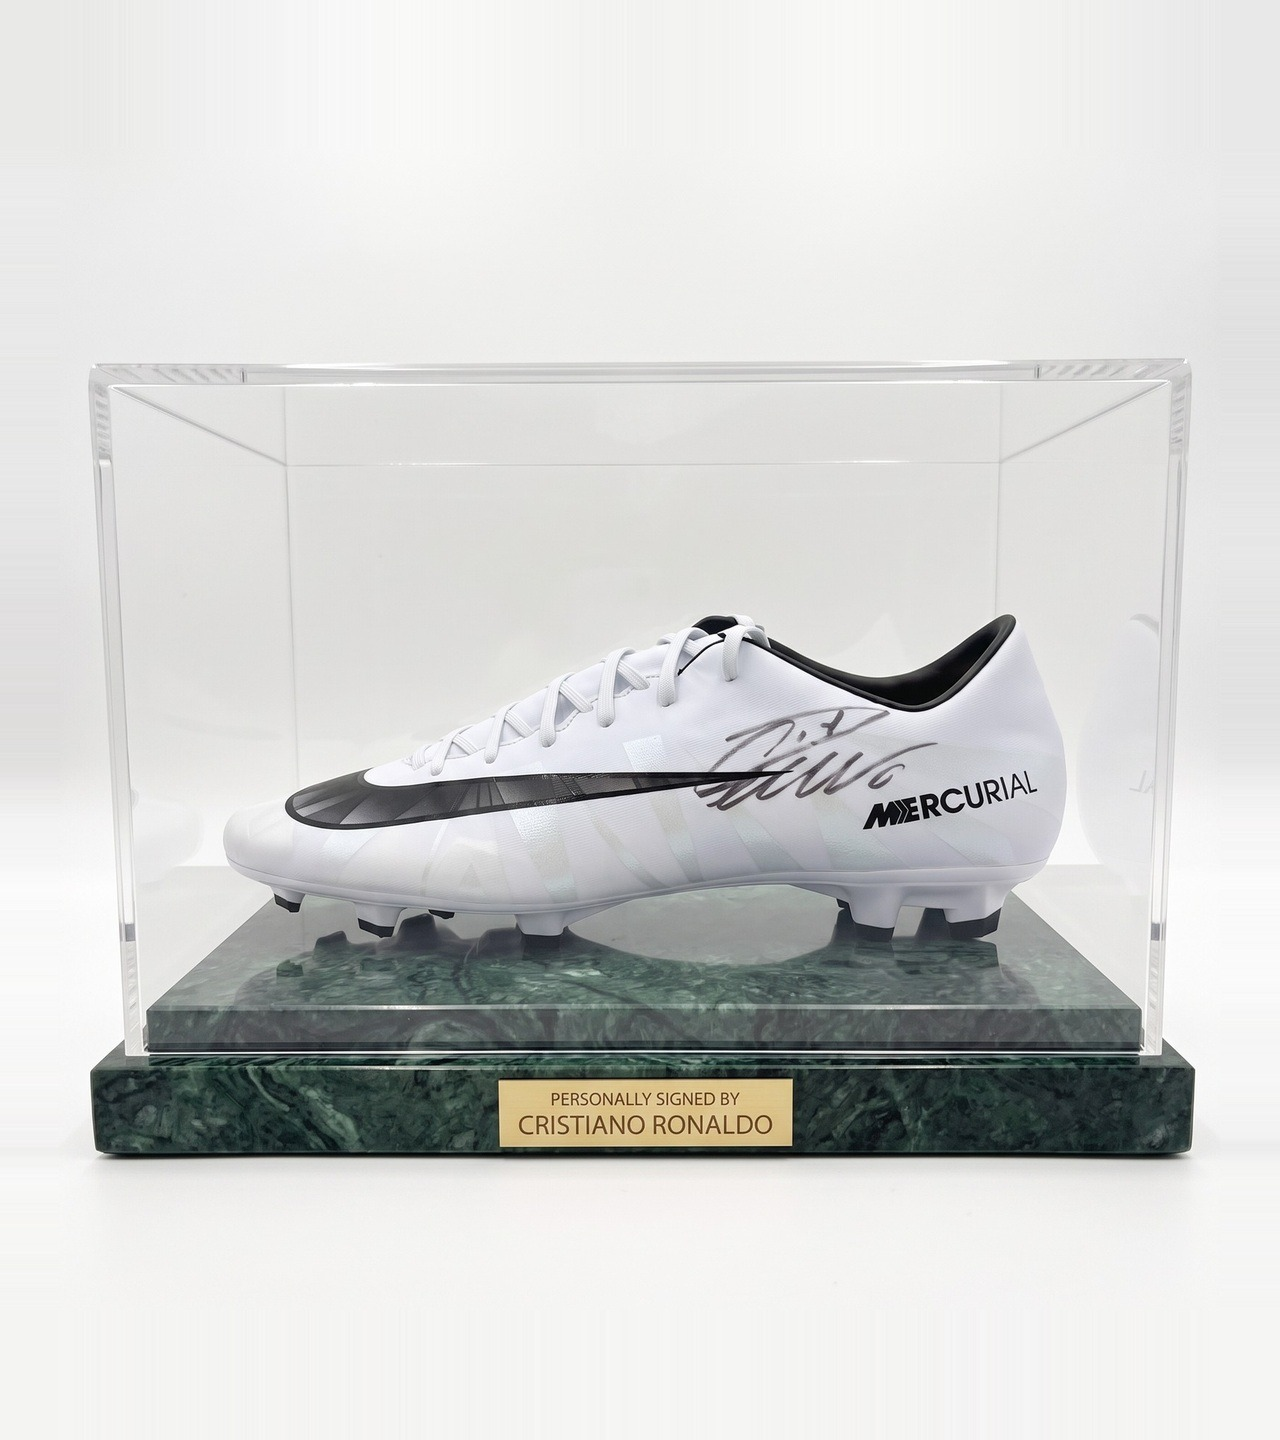 MERCURIAL
PERSONALLY SIGNED BY
CRISTIANO RONALDO